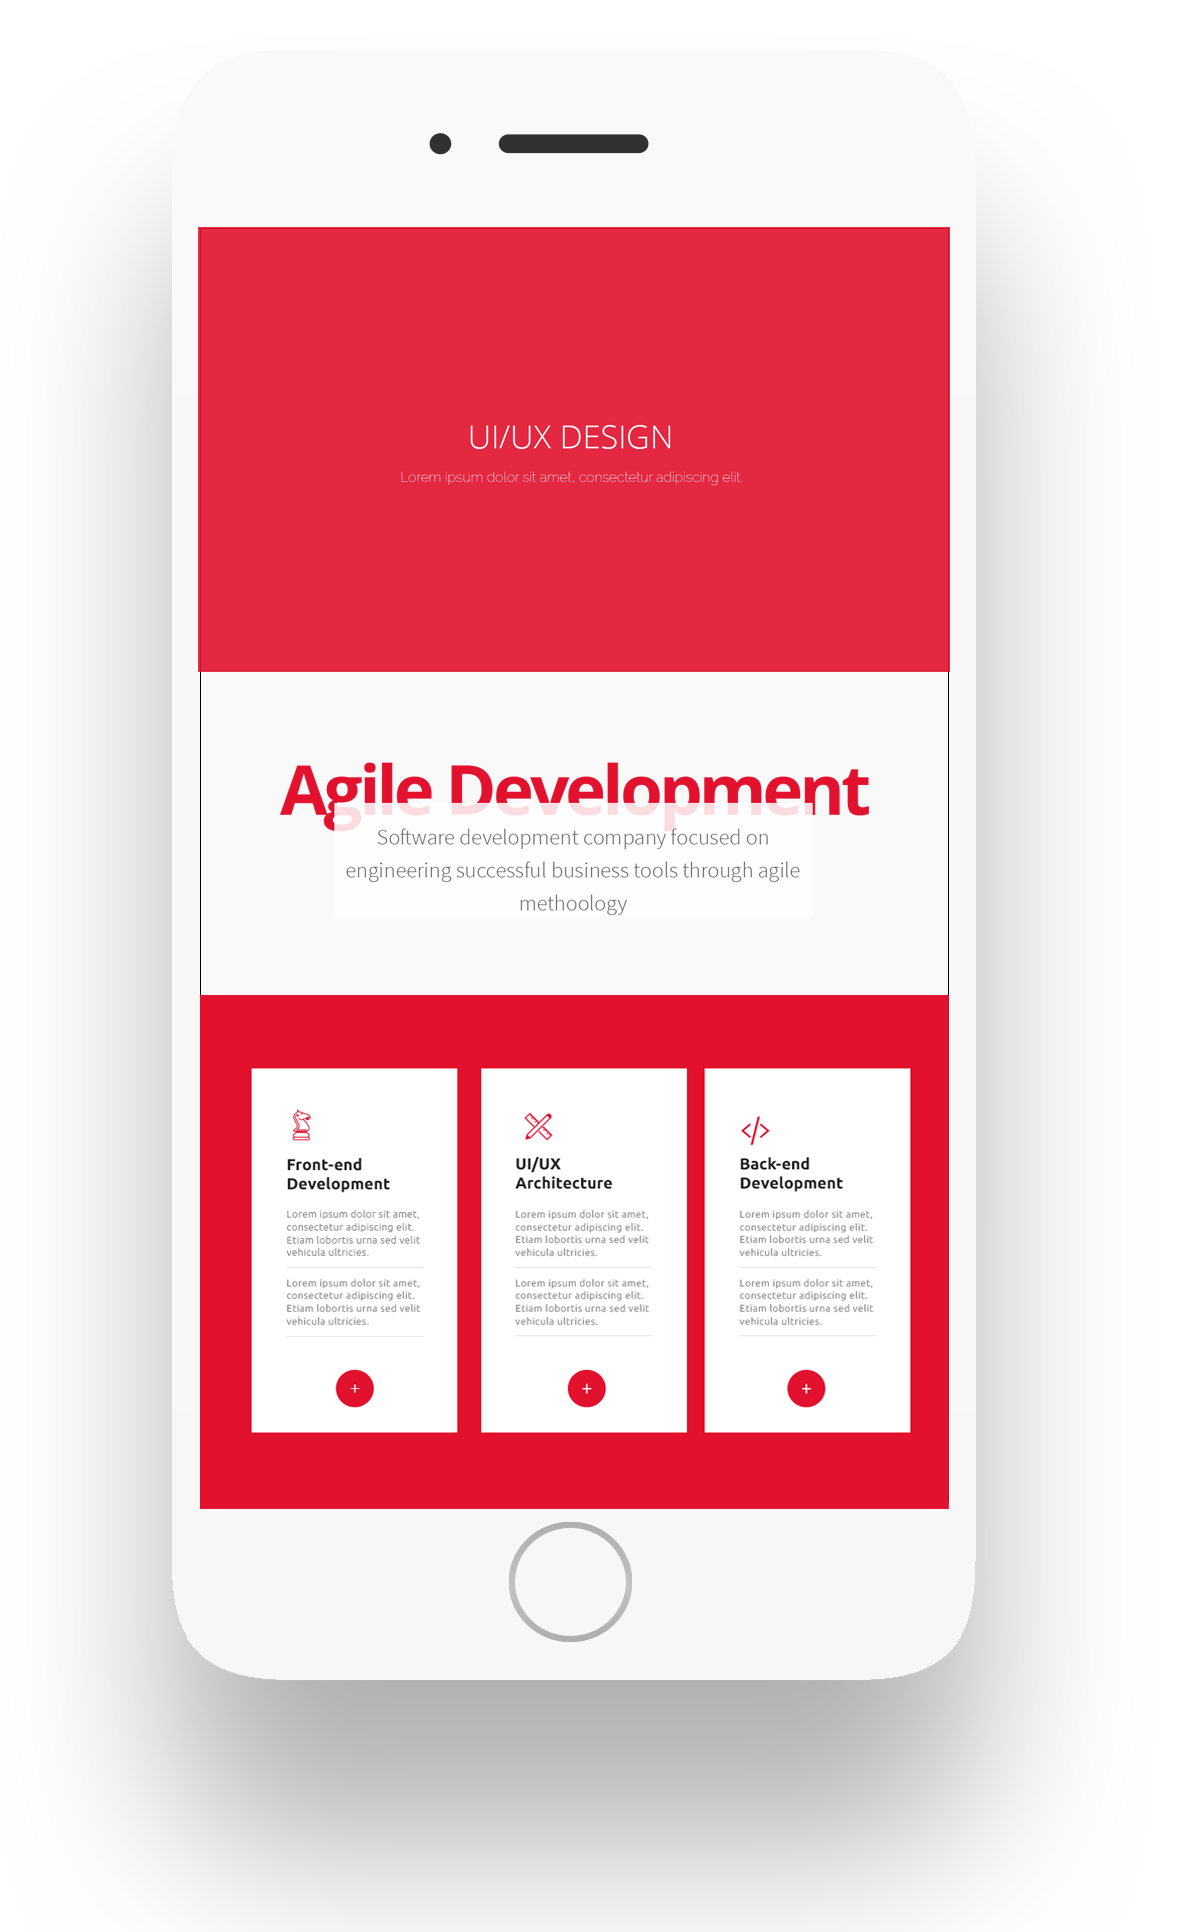 UI/UX DESIGN
Lorem ipsum dolor sit amet, consectetur adipiscing elit.
Agile Development
Software development company focused on
engineering successful business tools through agile
methoology
Front-end
Development
Lorem ipsum dolor sit amet,
consectetur adipiscing elit.
Etiam lobortis urna sed velit
vehicula ultricies.
Lorem ipsum dolor sit amet,
consectetur adipiscing elit.
Etiam lobortis urna sed velit
vehicula ultricies.
+
UI/UX
Architecture
Lorem ipsum dolor sit amet,
consectetur adipiscing elit.
Etiam lobortis urna sed velit
vehicula ultricies.
Lorem ipsum dolor sit amet,
consectetur adipiscing elit.
Etiam lobortis urna sed velit
vehicula ultricies.
+
</>
Back-end
Development
Lorem ipsum dolor sit amet,
consectetur adipiscing elit.
Etiam lobortis urna sed velit
vehicula ultricies.
Lorem ipsum dolor sit amet,
consectetur adipiscing elit.
Etiam lobortis urna sed velit
vehicula ultricies.
+